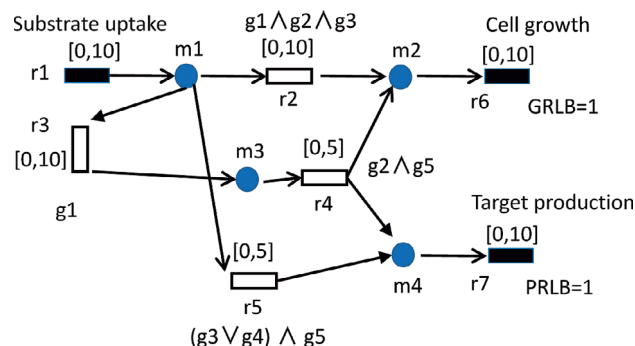 Substrate uptake
g1∧g2∧g3
Cell growth
[0,10]
m1
[0,10]
m2
[0,10]
r1
r2
r6
GRLB=1
r3
[0,10]
m3
[0,5]
g2∧g5
g1
r4
Target production
[0,5]
[0,10]
r5
m4
r7
PRLB=1
(g3∨g4) ∧ g5